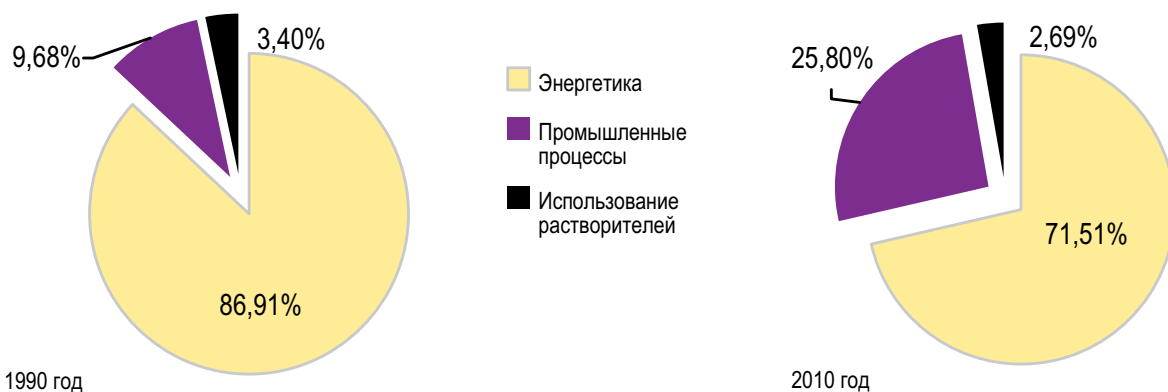 9,68%
3,40%
86,91%
1990 год
Энергетика
Промышленные
процессы
Использование
растворителей
25,80%
2,69%
71,51%
2010 год